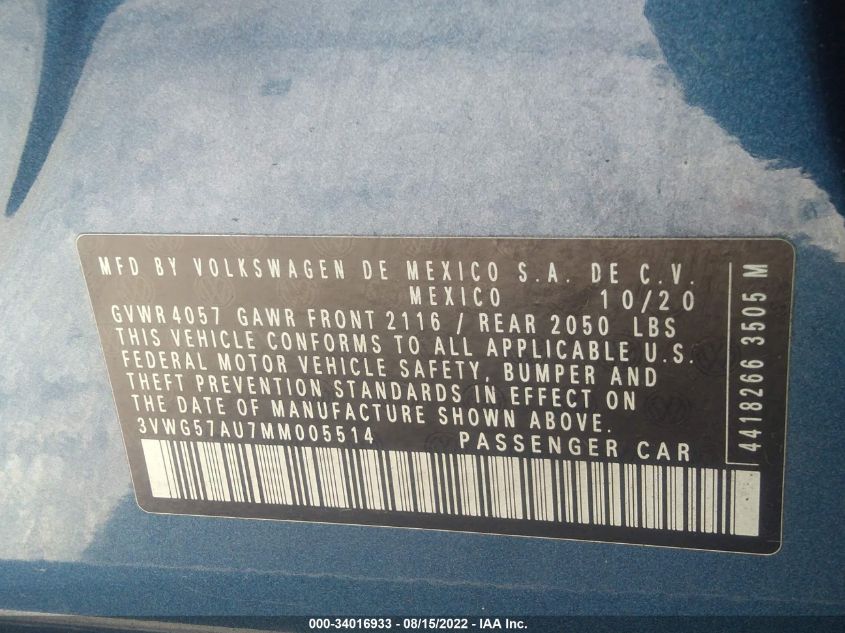 MFD BY VOLKSWAGEN DE MEXICO S.A. DE C.V.
MEXICO 10/20
GVWR 4057 GAWR FRONT 2116 / REAR 2050 LBS
THIS VEHICLE CONFORMS TO ALL APPLICABLE U.S.
FEDERAL MOTOR VEHICLE SAFETY, BUMPER AND
THEFT PREVENTION STANDARDS IN EFFECT ON
THE DATE OF MANUFACTURE SHOWN ABOVE.
3VWG57AU7MM005514 PASSENGER CAR
4418266 3505 M
000-34016933 - 08/15/2022 - IAA Inc.